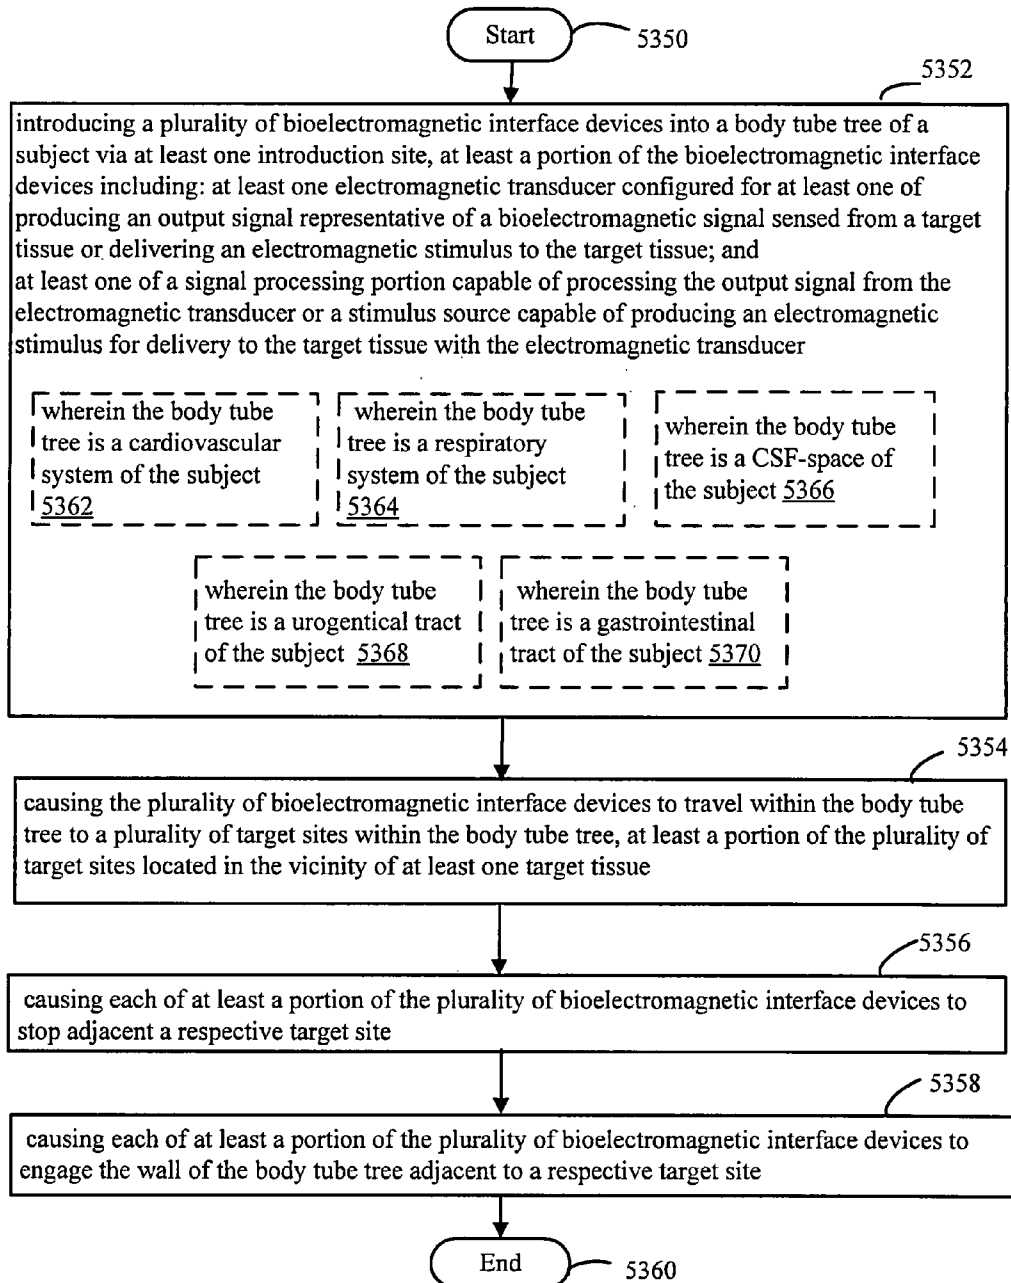 Start
5350
5352
introducing a plurality of bioelectromagnetic interface devices into a body tube tree of a
subject via at least one introduction site, at least a portion of the bioelectromagnetic interface
devices including: at least one electromagnetic transducer configured for at least one of
producing an output signal representative of a bioelectromagnetic signal sensed from a target
tissue or delivering an electromagnetic stimulus to the target tissue; and
at least one of a signal processing portion capable of processing the output signal from the
electromagnetic transducer or a stimulus source capable of producing an electromagnetic
stimulus for delivery to the target tissue with the electromagnetic transducer
wherein the body tube
tree is a cardiovascular
system of the subject
5362
wherein the body tube
tree is a respiratory
system of the subject
5364
wherein the body tube
tree is a CSF-space of
the subject 5366
wherein the body tube
tree is a urogentical tract
of the subject 5368
wherein the body tube
tree is a gastrointestinal
tract of the subject 5370
5354
causing the plurality of bioelectromagnetic interface devices to travel within the body tube
tree to a plurality of target sites within the body tube tree, at least a portion of the plurality of
target sites located in the vicinity of at least one target tissue
5356
causing each of at least a portion of the plurality of bioelectromagnetic interface devices to
stop adjacent a respective target site
5358
causing each of at least a portion of the plurality of bioelectromagnetic interface devices to
engage the wall of the body tube tree adjacent to a respective target site
End
5360